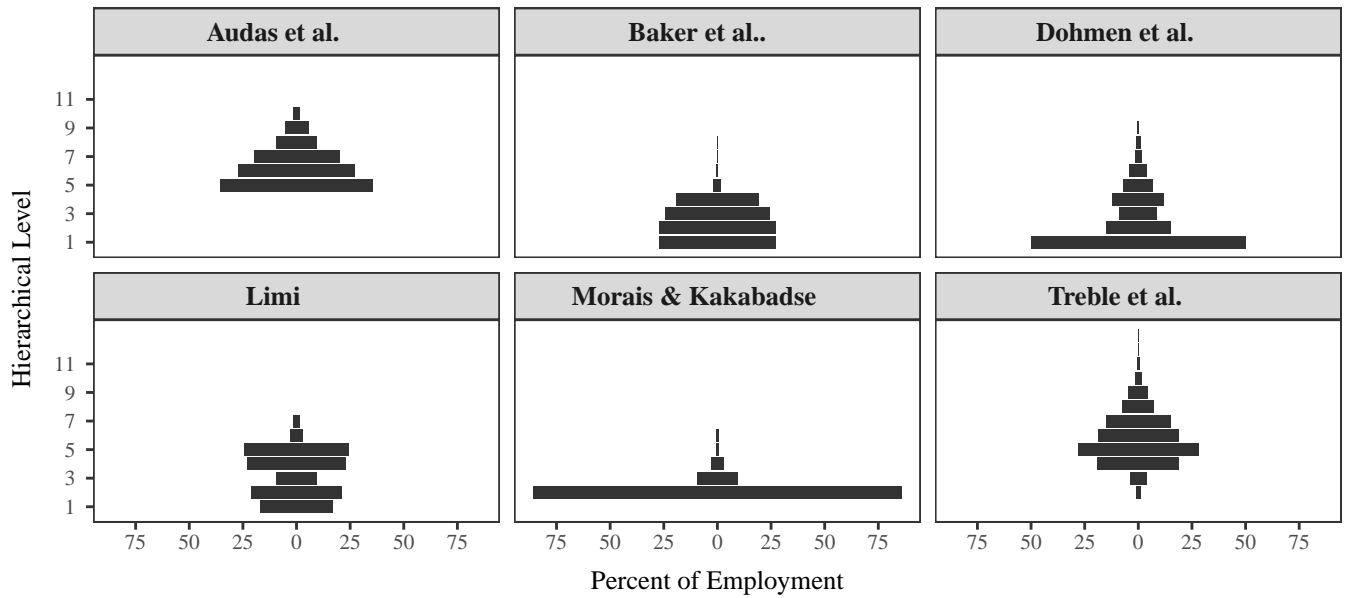 Audas et al.
Baker et al..
Dohmen et al.
11
9
7
5
3
1
Limi
Morais & Kakabadse
Treble et al.
11
9
7
5
3
1
75 50 25 0 25 50 75
75 50 25 0 25 50 75
75 50 25 0 25 50 75
Hierarchical Level
Percent of Employment